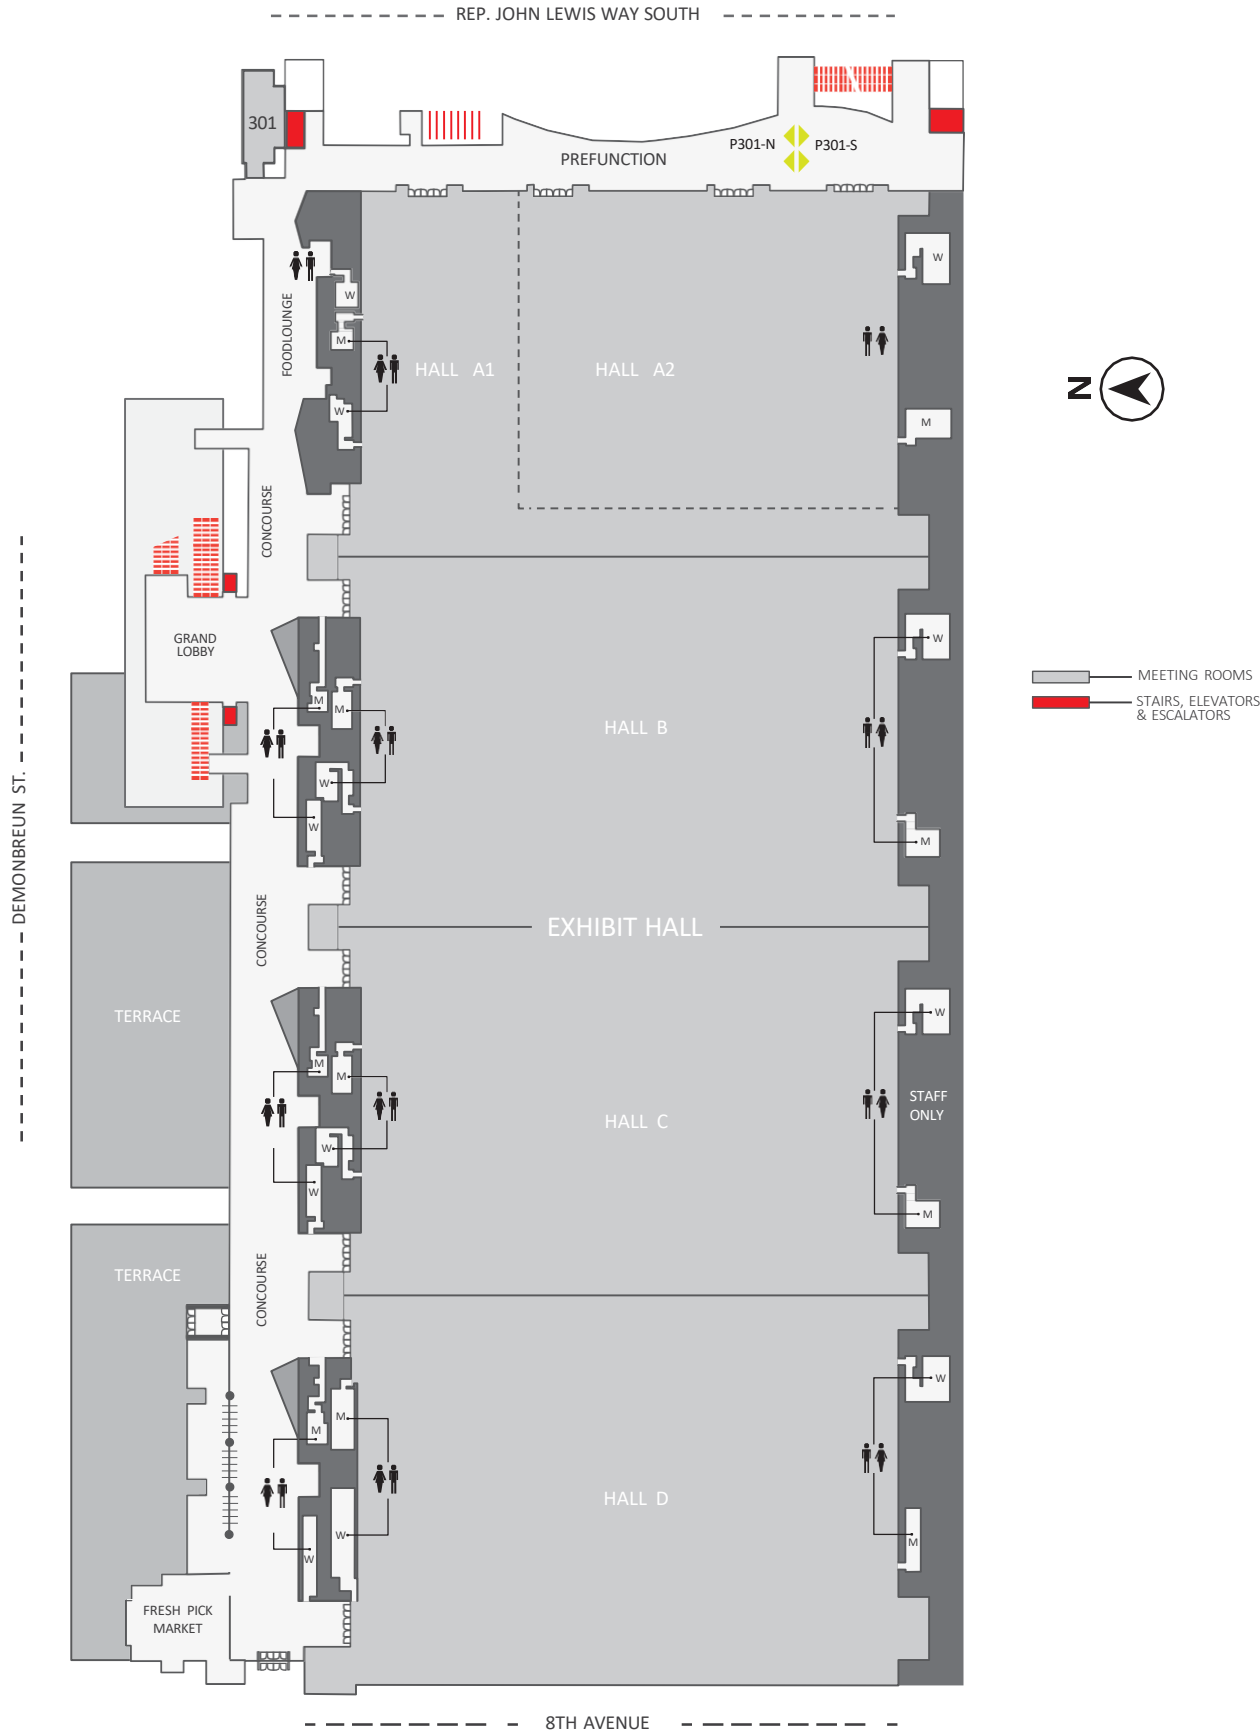 REP. JOHN LEWIS WAY SOUTH
301
P301-N
P301-S
PREFUNCTION
W
W
FOODLOUNGE
M
HALL A1
HALL A2
N
W
M
CONCOURSE
GRAND
LOBBY
W
MEETING ROOMS
M
M
STAIRS, ELEVATORS
& ESCALATORS
HALL B
W
DEMONBREUN ST.
W
M
CONCOURSE
EXHIBIT HALL
TERRACE
W
M
M
STAFF
ONLY
HALL C
W
W
M
CONCOURSE
TERRACE
W
M
M
HALL D
W
M
W
FRESH PICK
MARKET
8TH AVENUE